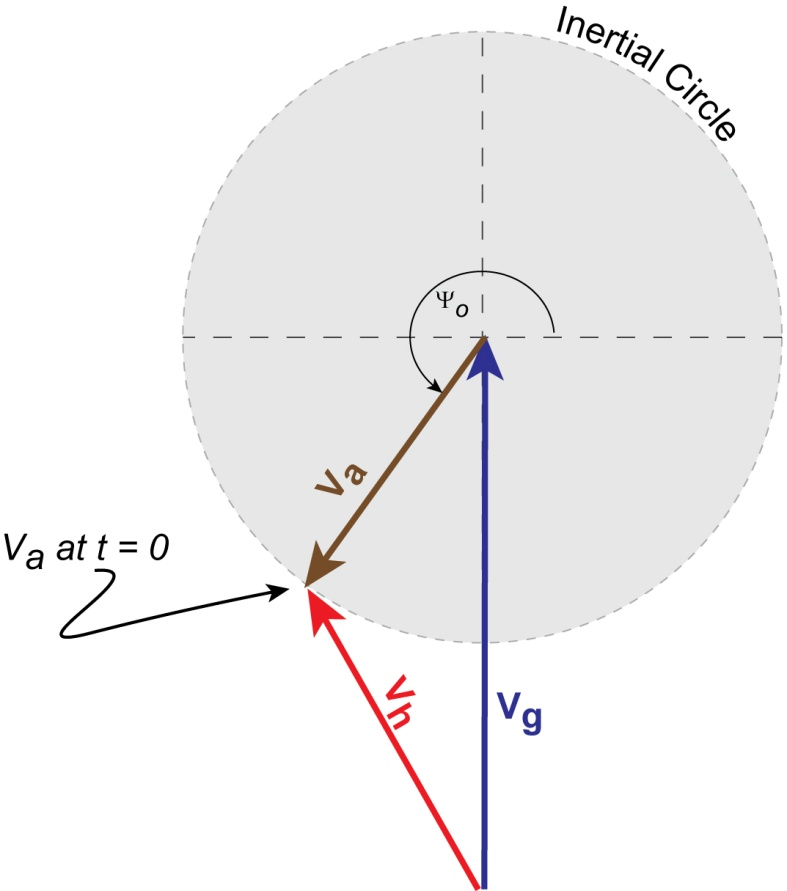 Inertial Circle
Ψo
Va
Va at t = 0
Vh
Vg